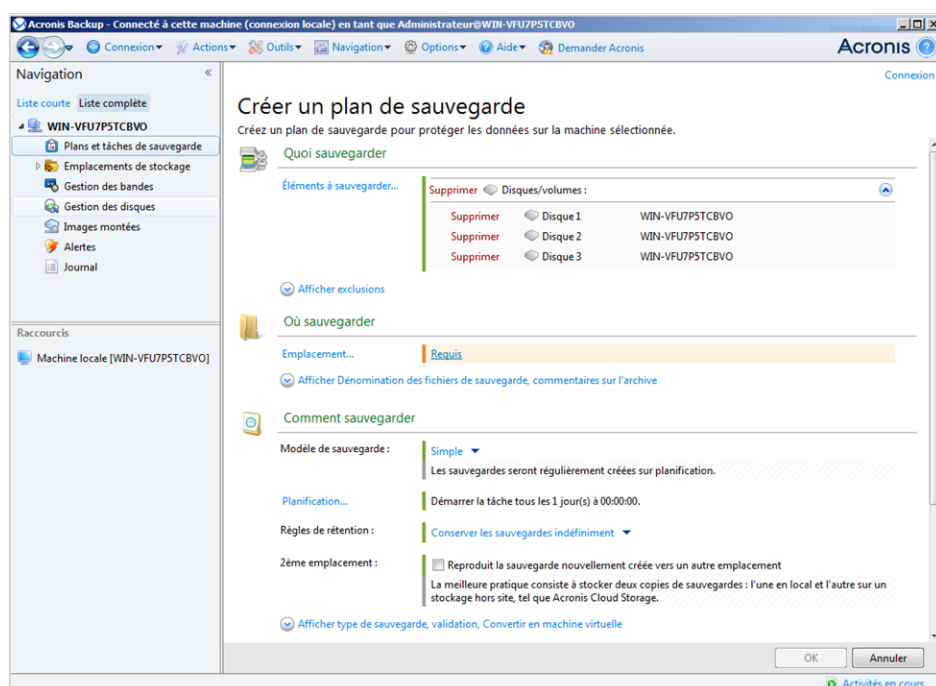 Acronis Backup - Connecté à cette machine (connexion locale) en tant que Administrateur@WIN-VFU7P5TCBVO
Connexion Actions Outils Navigation Options Aide Demander Acronis Acronis
Navigation
Connexion
Liste courte Liste complète
WIN-VFU7P5TCBVO
Plans et tâches de sauvegarde
Emplacements de stockage
Gestion des bandes
Gestion des disques
Images montées
Alertes
Journal
Raccourcis
Machine locale [WIN-VFU7P5TCBVO]
Créer un plan de sauvegarde
Créez un plan de sauvegarde pour protéger les données sur la machine sélectionnée.
Quoi sauvegarder
Éléments à sauvegarder...
Supprimer Disques/volumes :
Supprimer Disque 1 WIN-VFU7P5TCBVO
Supprimer Disque 2 WIN-VFU7P5TCBVO
Supprimer Disque 3 WIN-VFU7P5TCBVO
Afficher exclusions
Où sauvegarder
Emplacement... Requis
Afficher Dénomination des fichiers de sauvegarde, commentaires sur l'archive
Comment sauvegarder
Modèle de sauvegarde : Simple
Les sauvegardes seront régulièrement créées sur planification.
Planification... Démarrer la tâche tous les 1 jour(s) à 00:00:00.
Règles de rétention : Conserver les sauvegardes indéfiniment
2ème emplacement : Reproduit la sauvegarde nouvellement créée vers un autre emplacement
La meilleure pratique consiste à stocker deux copies de sauvegardes : l'une en local et l'autre sur un
stockage hors site, tel que Acronis Cloud Storage.
Afficher type de sauvegarde, validation, Convertir en machine virtuelle
OK Annuler
Activités en cours